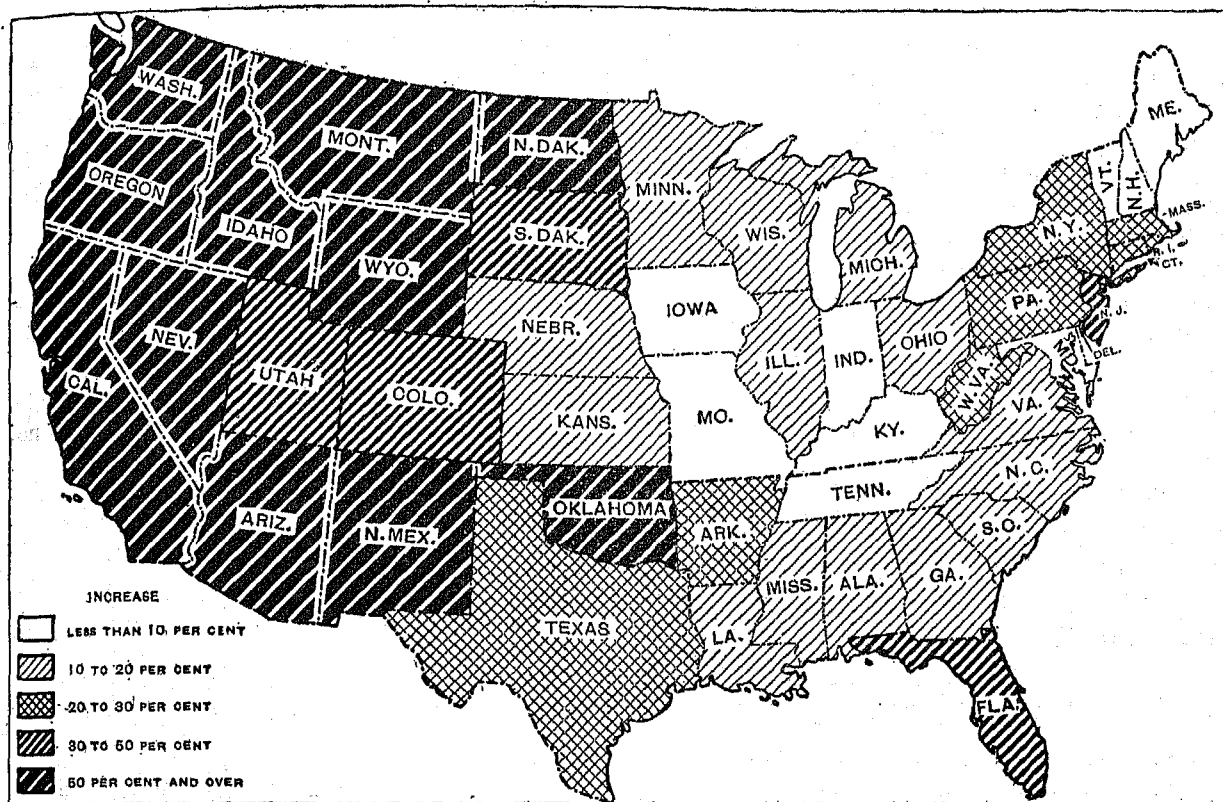 WASH.
MONT.
N. DAK.
MINN.
ME.
OREGON
IDAHO
S. DAK.
WIS.
MICH.
VT.
N.H.
N.Y.
MASS.
R. I.
CT.
WYO.
NEBR.
IOWA
PA.
N. J.
NEV.
CAL.
UTAH
COLO.
KANS.
ILL.
IND.
OHIO
DEL.
W. VA.
VA.
MO.
KY.
ARIZ.
N. MEX.
OKLAHOMA
ARK.
TENN.
N. C.
S. C.
TEXAS
LA.
MISS.
ALA.
GA.
FLA.
INCREASE
LESS THAN 10 PER CENT
10 TO 20 PER CENT
20 TO 30 PER CENT
30 TO 50 PER CENT
50 PER CENT AND OVER